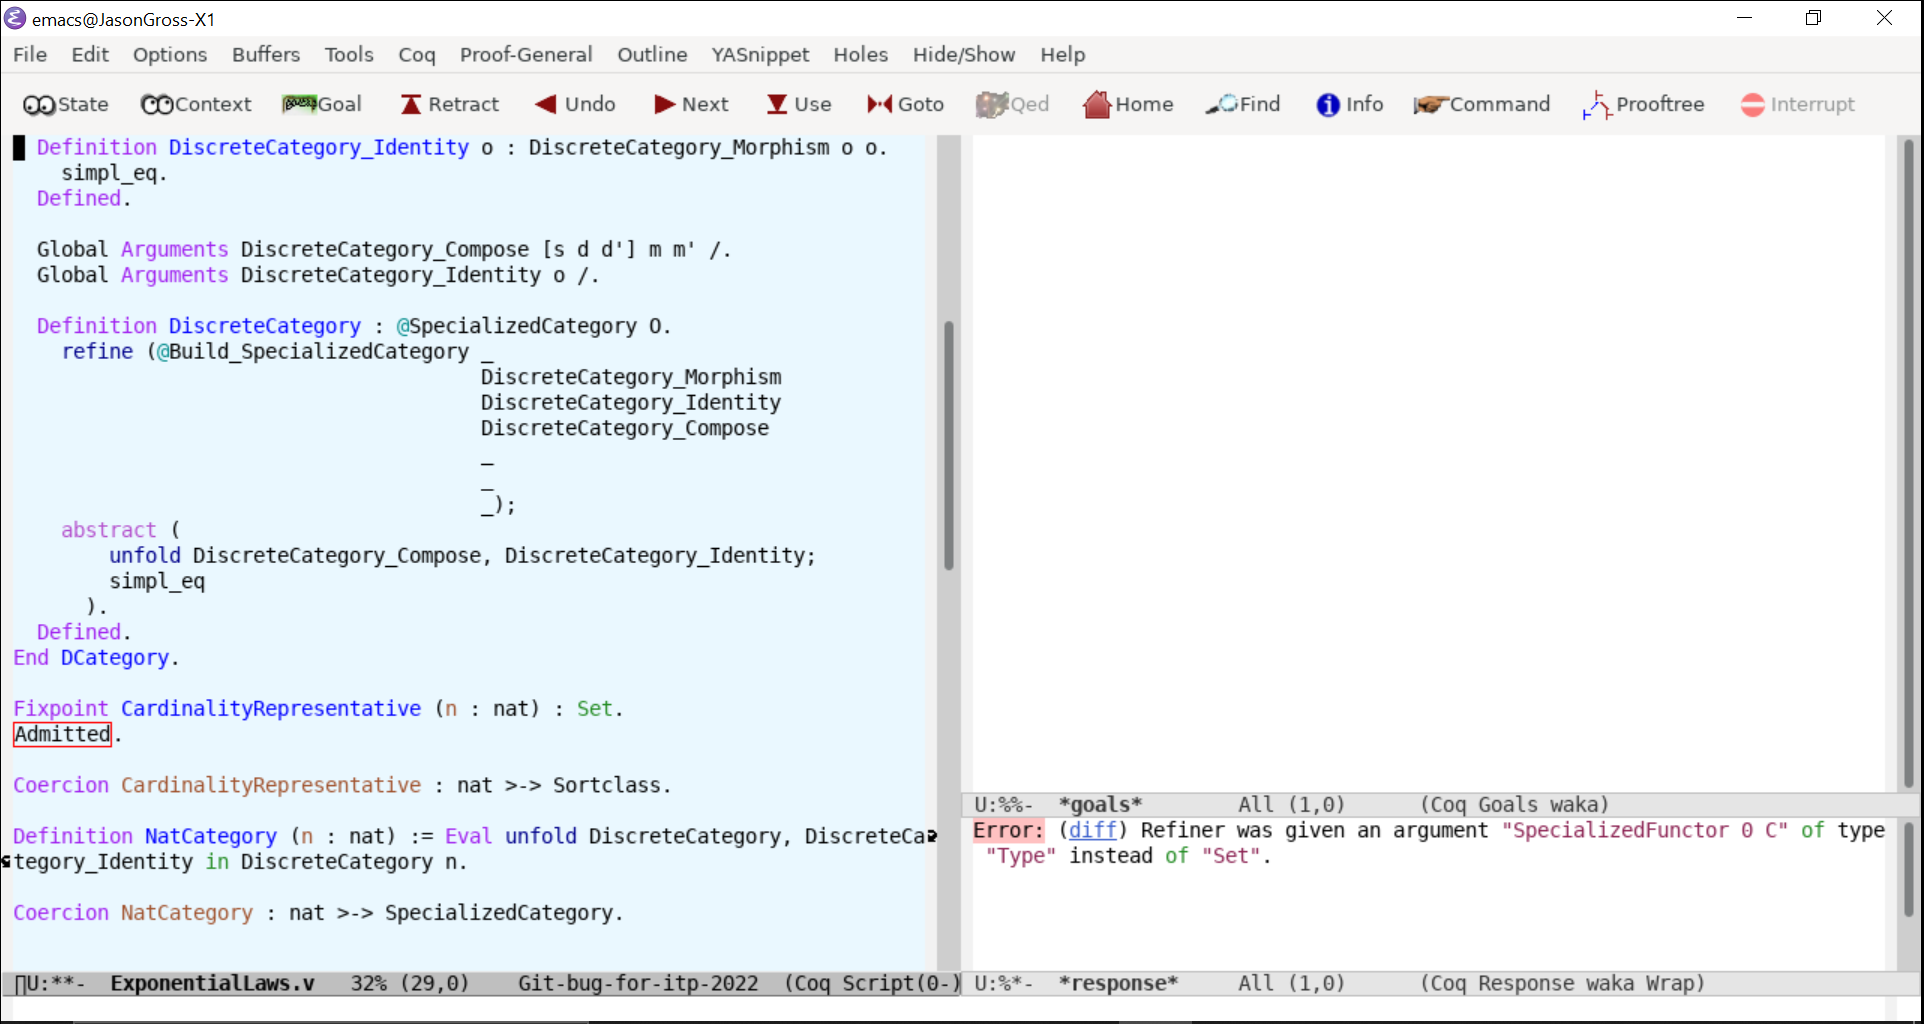 emacs@JasonGross-X1
File Edit Options Buffers Tools Coq Proof-General Outline YASnippet Holes Hide/Show Help
State Context Goal Retract Undo Next Use Goto Qed Home Find Info Command Prooftree Interrupt
Definition DiscreteCategory_Identity o : DiscreteCategory_Morphism o o.
simpl_eq.
Defined.
Global Arguments DiscreteCategory_Compose [s d d'] m m' /.
Global Arguments DiscreteCategory_Identity o /.
Definition DiscreteCategory : @SpecializedCategory O.
refine (@Build_SpecializedCategory _
DiscreteCategory_Morphism
DiscreteCategory_Identity
DiscreteCategory_Compose
_
_
_);
abstract (
unfold DiscreteCategory_Compose, DiscreteCategory_Identity;
simpl_eq
).
Defined.
End DCategory.
Fixpoint CardinalityRepresentative (n : nat) : Set.
Admitted.
Coercion CardinalityRepresentative : nat >-> Sortclass.
Definition NatCategory (n : nat) := Eval unfold DiscreteCategory, DiscreteCa
tegory_Identity in DiscreteCategory n.
Coercion NatCategory : nat >-> SpecializedCategory.
U:**- ExponentialLaws.v 32% (29,0) Git-bug-for-itp-2022 (Coq Script(0-)
U:%%- *goals* All (1,0) (Coq Goals waka)
Error: (diff) Refiner was given an argument "SpecializedFunctor 0 C" of type
"Type" instead of "Set".
U:%*- *response* All (1,0) (Coq Response waka Wrap)